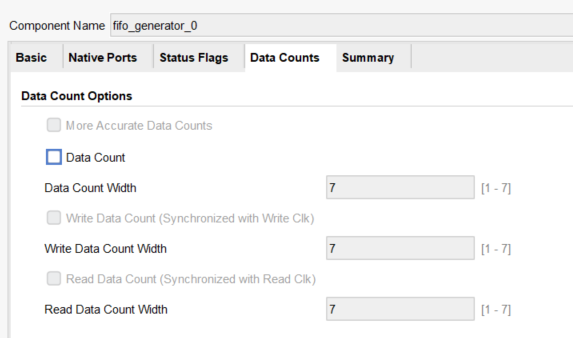 Component Name fifo_generator_0
Basic Native Ports Status Flags Data Counts Summary
Data Count Options
More Accurate Data Counts
Data Count
Data Count Width 7 [1 - 7]
Write Data Count (Synchronized with Write Clk)
Write Data Count Width 7 [1 - 7]
Read Data Count (Synchronized with Read Clk)
Read Data Count Width 7 [1 - 7]